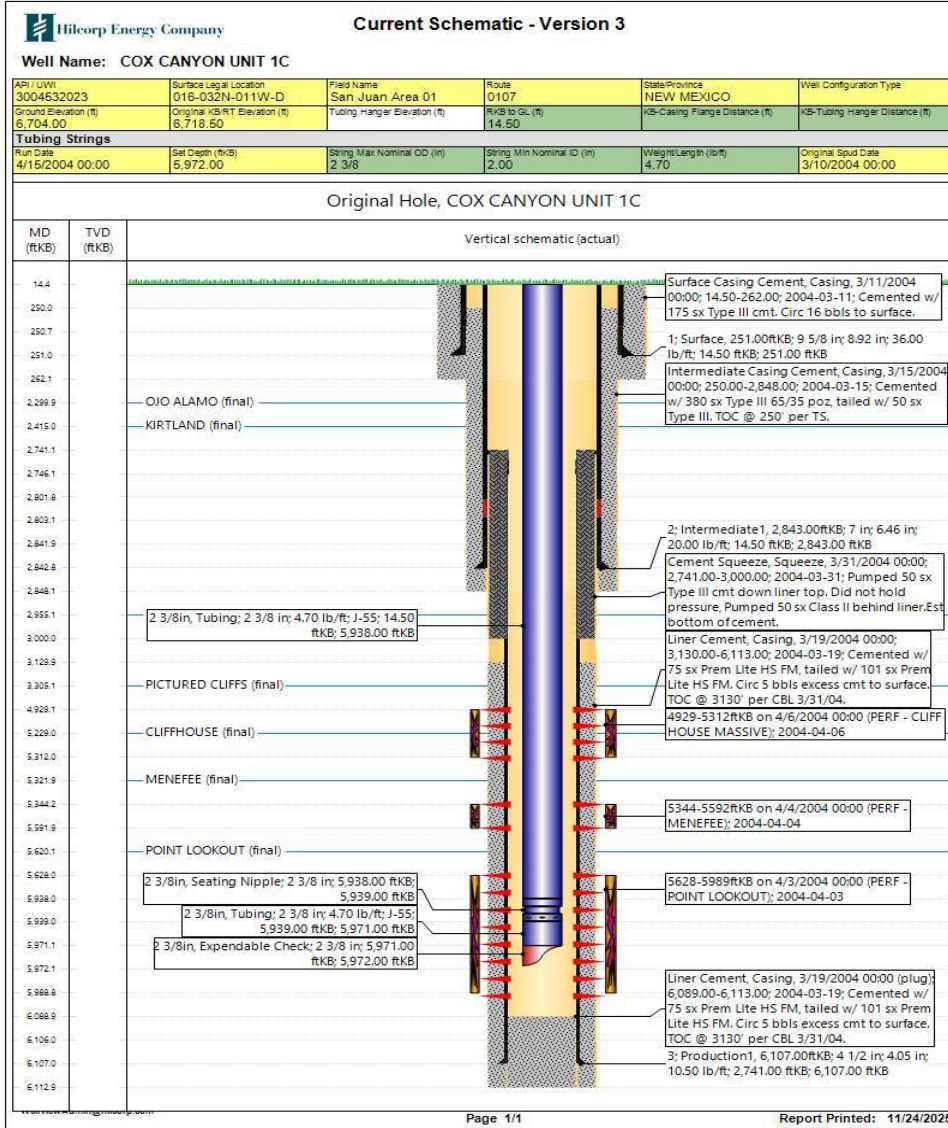 Hilcorp Energy Company
Current Schematic - Version 3
Well Name: COX CANYON UNIT 1C
API / UWI
3004532023
Surface Legal Location
016-032N-011W-D
Field Name
San Juan Area 01
Route
0107
State/Province
NEW MEXICO
Well Configuration Type
Ground Elevation (ft)
6,704.00
Original KB/RT Elevation (ft)
6,718.50
Tubing Hanger Elevation (ft)
RKB to GL (ft)
14.50
KB-Casing Flange Distance (ft)
KB-Tubing Hanger Distance (ft)
Tubing Strings
Run Date
4/15/2004 00:00
Set Depth (ftKB)
5,972.00
String Max Nominal OD (in)
2 3/8
String Min Nominal ID (in)
2.00
Weight/Length (lb/ft)
4.70
Original Spud Date
3/10/2004 00:00
Original Hole, COX CANYON UNIT 1C
MD
(ftKB)
TVD
(ftKB)
Vertical schematic (actual)
14.4
250.0
250.7
251.0
262.1
2,299.9
2,415.0
2,741.1
2,746.1
2,801.8
2,803.1
2,841.9
2,842.8
2,848.1
2,955.1
3,000.0
3,129.9
3,305.1
4,929.1
5,229.0
5,312.0
5,321.9
5,344.2
5,591.9
5,620.1
5,628.0
5,938.0
5,939.0
5,971.1
5,972.1
5,988.8
6,088.9
6,106.0
6,107.0
6,112.9
OJO ALAMO (final)
KIRTLAND (final)
2 3/8in, Tubing; 2 3/8 in; 4.70 lb/ft; J-55; 14.50
ftKB; 5,938.00 ftKB
PICTURED CLIFFS (final)
CLIFFHOUSE (final)
MENEFEE (final)
POINT LOOKOUT (final)
2 3/8in, Seating Nipple; 2 3/8 in; 5,938.00 ftKB;
5,939.00 ftKB
2 3/8in, Tubing; 2 3/8 in; 4.70 lb/ft; J-55;
5,939.00 ftKB; 5,971.00 ftKB
2 3/8in, Expendable Check; 2 3/8 in; 5,971.00
ftKB; 5,972.00 ftKB
Surface Casing Cement, Casing, 3/11/2004
00:00; 14.50-262.00; 2004-03-11; Cemented w/
175 sx Type III cmt. Circ 16 bbls to surface.
1; Surface, 251.00ftKB; 9 5/8 in; 8.92 in; 36.00
lb/ft; 14.50 ftKB; 251.00 ftKB
Intermediate Casing Cement, Casing, 3/15/2004
00:00; 250.00-2,848.00; 2004-03-15; Cemented
w/ 380 sx Type III 65/35 poz, tailed w/ 50 sx
Type III. TOC @ 250' per TS.
2; Intermediate1, 2,843.00ftKB; 7 in; 6.46 in;
20.00 lb/ft; 14.50 ftKB; 2,843.00 ftKB
Cement Squeeze, Squeeze, 3/31/2004 00:00;
2,741.00-3,000.00; 2004-03-31; Pumped 50 sx
Type III cmt down liner top. Did not hold
pressure, Pumped 50 sx Class II behind liner.Est
bottom of cement.
Liner Cement, Casing, 3/19/2004 00:00;
3,130.00-6,113.00; 2004-03-19; Cemented w/
75 sx Prem Lite HS FM, tailed w/ 101 sx Prem
Lite HS FM. Circ 5 bbls excess cmt to surface.
TOC @ 3130' per CBL 3/31/04.
4929-5312ftKB on 4/6/2004 00:00 (PERF - CLIFF
HOUSE MASSIVE); 2004-04-06
5344-5592ftKB on 4/4/2004 00:00 (PERF -
MENEFEE); 2004-04-04
5628-5989ftKB on 4/3/2004 00:00 (PERF -
POINT LOOKOUT); 2004-04-03
Liner Cement, Casing, 3/19/2004 00:00 (plug);
6,089.00-6,113.00; 2004-03-19; Cemented w/
75 sx Prem Lite HS FM, tailed w/ 101 sx Prem
Lite HS FM. Circ 5 bbls excess cmt to surface.
TOC @ 3130' per CBL 3/31/04.
3; Production1, 6,107.00ftKB; 4 1/2 in; 4.05 in;
10.50 lb/ft; 2,741.00 ftKB; 6,107.00 ftKB
Page 1/1
Report Printed: 11/24/2025